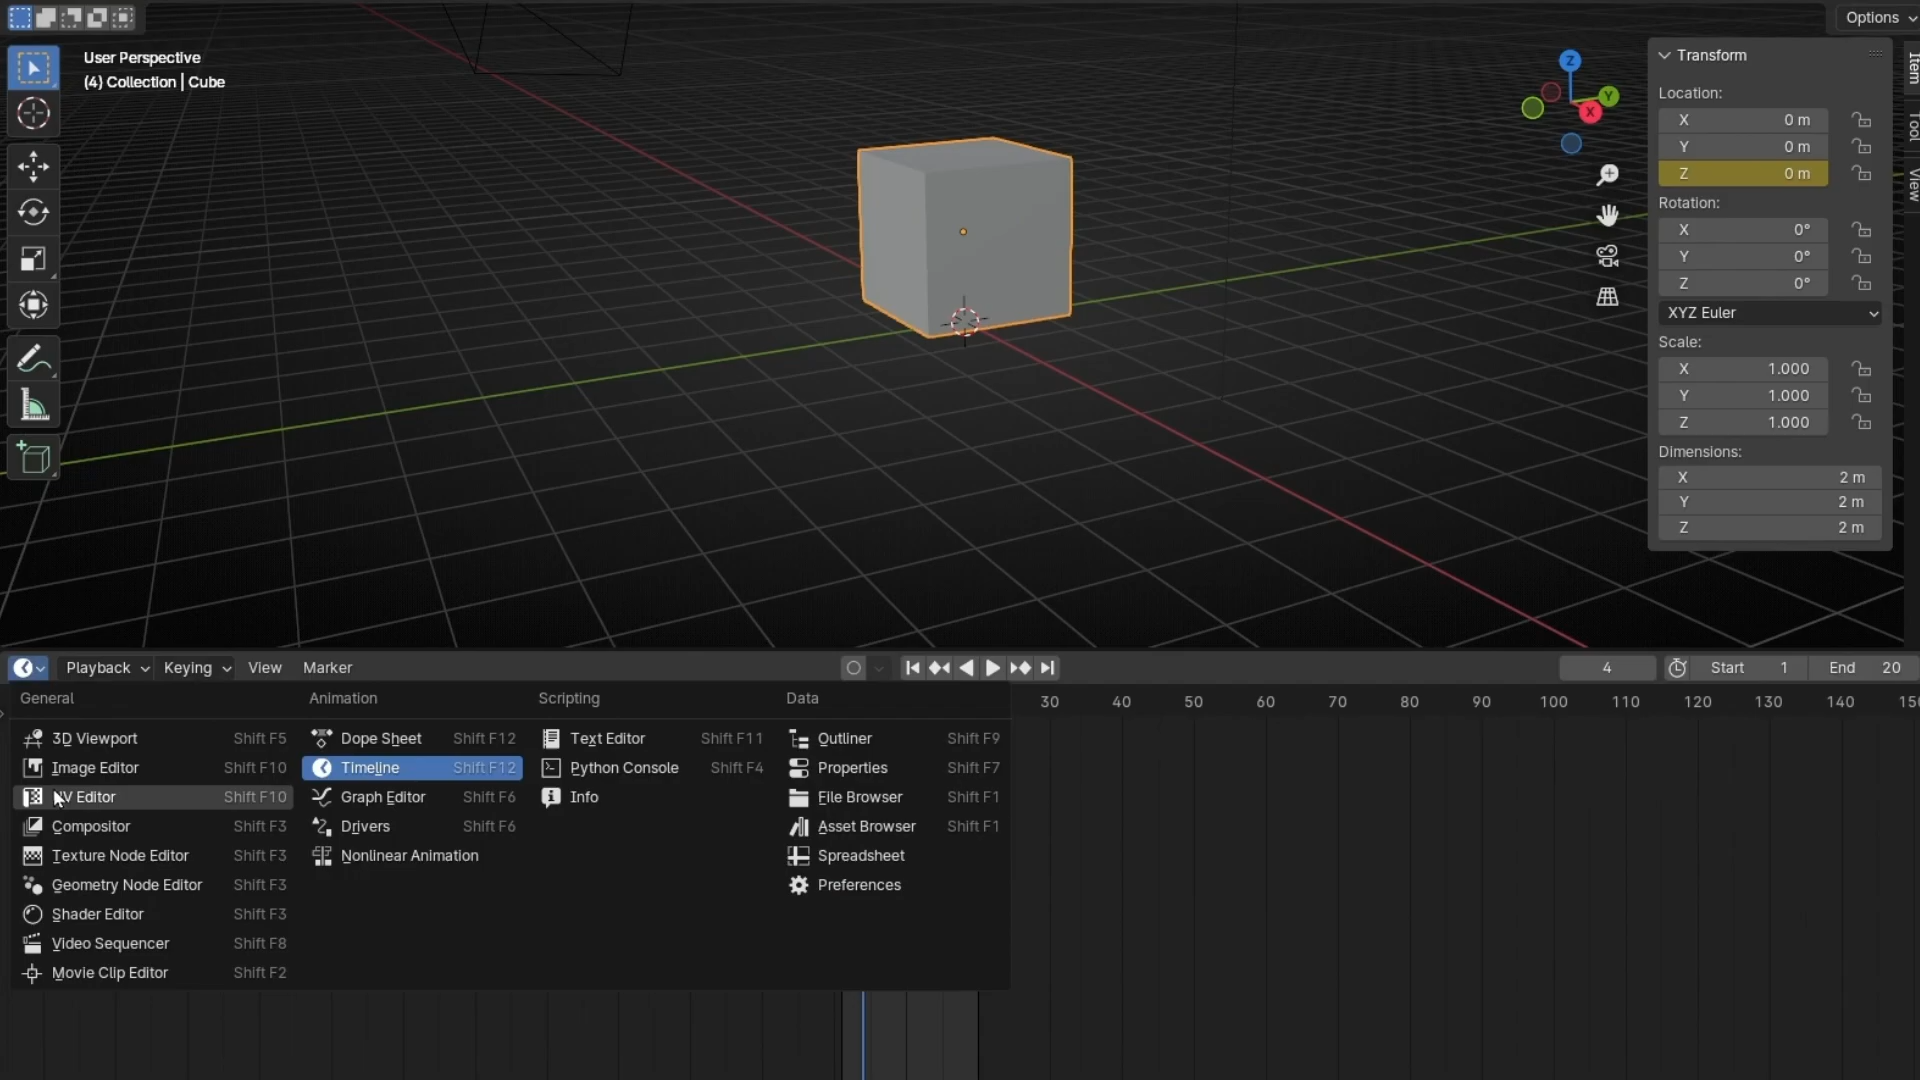 Options
User Perspective
(4) Collection | Cube
Z
Y
X
Transform
Location:
X 0 m
Y 0 m
Z 0 m
Rotation:
X 0°
Y 0°
Z 0°
XYZ Euler
Scale:
X 1.000
Y 1.000
Z 1.000
Dimensions:
X 2 m
Y 2 m
Z 2 m
Item
Tool
View
Playback Keying View Marker 4 Start 1 End 20
30 40 50 60 70 80 90 100 110 120 130 140
General
3D Viewport Shift F5
Image Editor Shift F10
UV Editor Shift F10
Compositor Shift F3
Texture Node Editor Shift F3
Geometry Node Editor Shift F3
Shader Editor Shift F3
Video Sequencer Shift F8
Movie Clip Editor Shift F2
Animation
Dope Sheet Shift F12
Timeline Shift F12
Graph Editor Shift F6
Drivers Shift F6
Nonlinear Animation
Scripting
Text Editor Shift F11
Python Console Shift F4
Info
Data
Outliner Shift F9
Properties Shift F7
File Browser Shift F1
Asset Browser Shift F1
Spreadsheet
Preferences